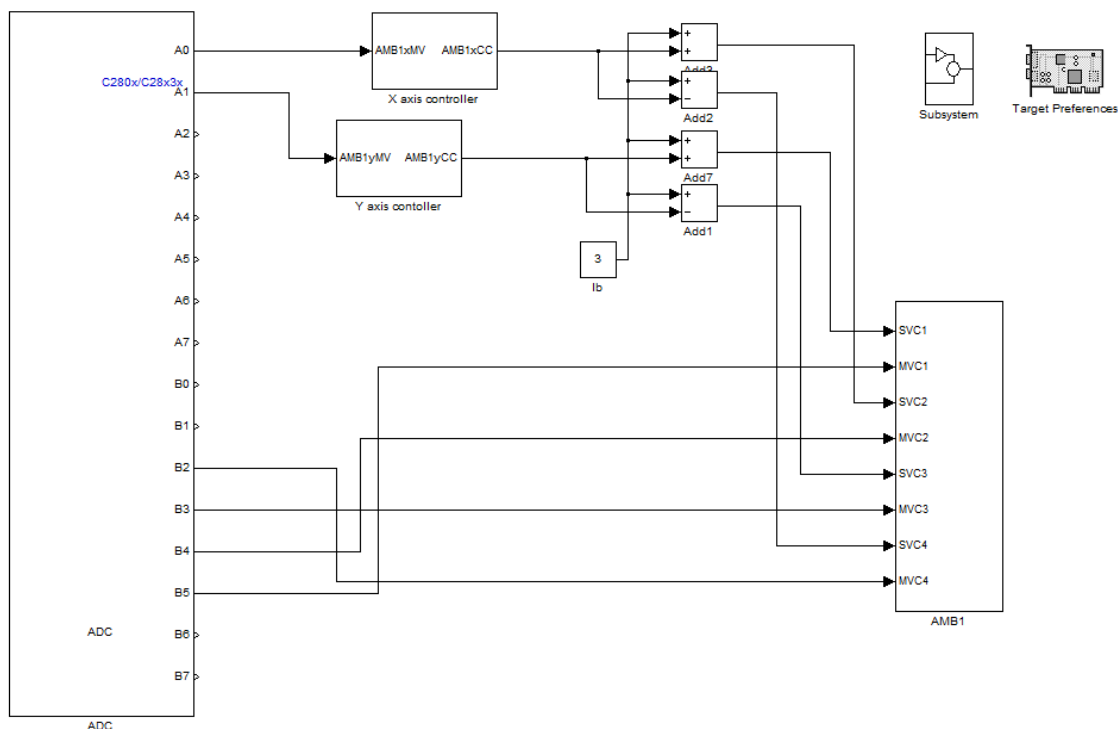 A0
C280x/C28x3x
A1
A2
A3
A4
A5
A6
A7
B0
B1
B2
B3
B4
B5
B6
B7
ADC
ADC
AMB1xMV AMB1xCC
X axis controller
AMB1yMV AMB1yCC
Y axis contoller
+
+
Add3
+
−
Add2
+
+
Add7
+
−
Add1
3
Ib
Subsystem
Target Preferences
SVC1
MVC1
SVC2
MVC2
SVC3
MVC3
SVC4
MVC4
AMB1